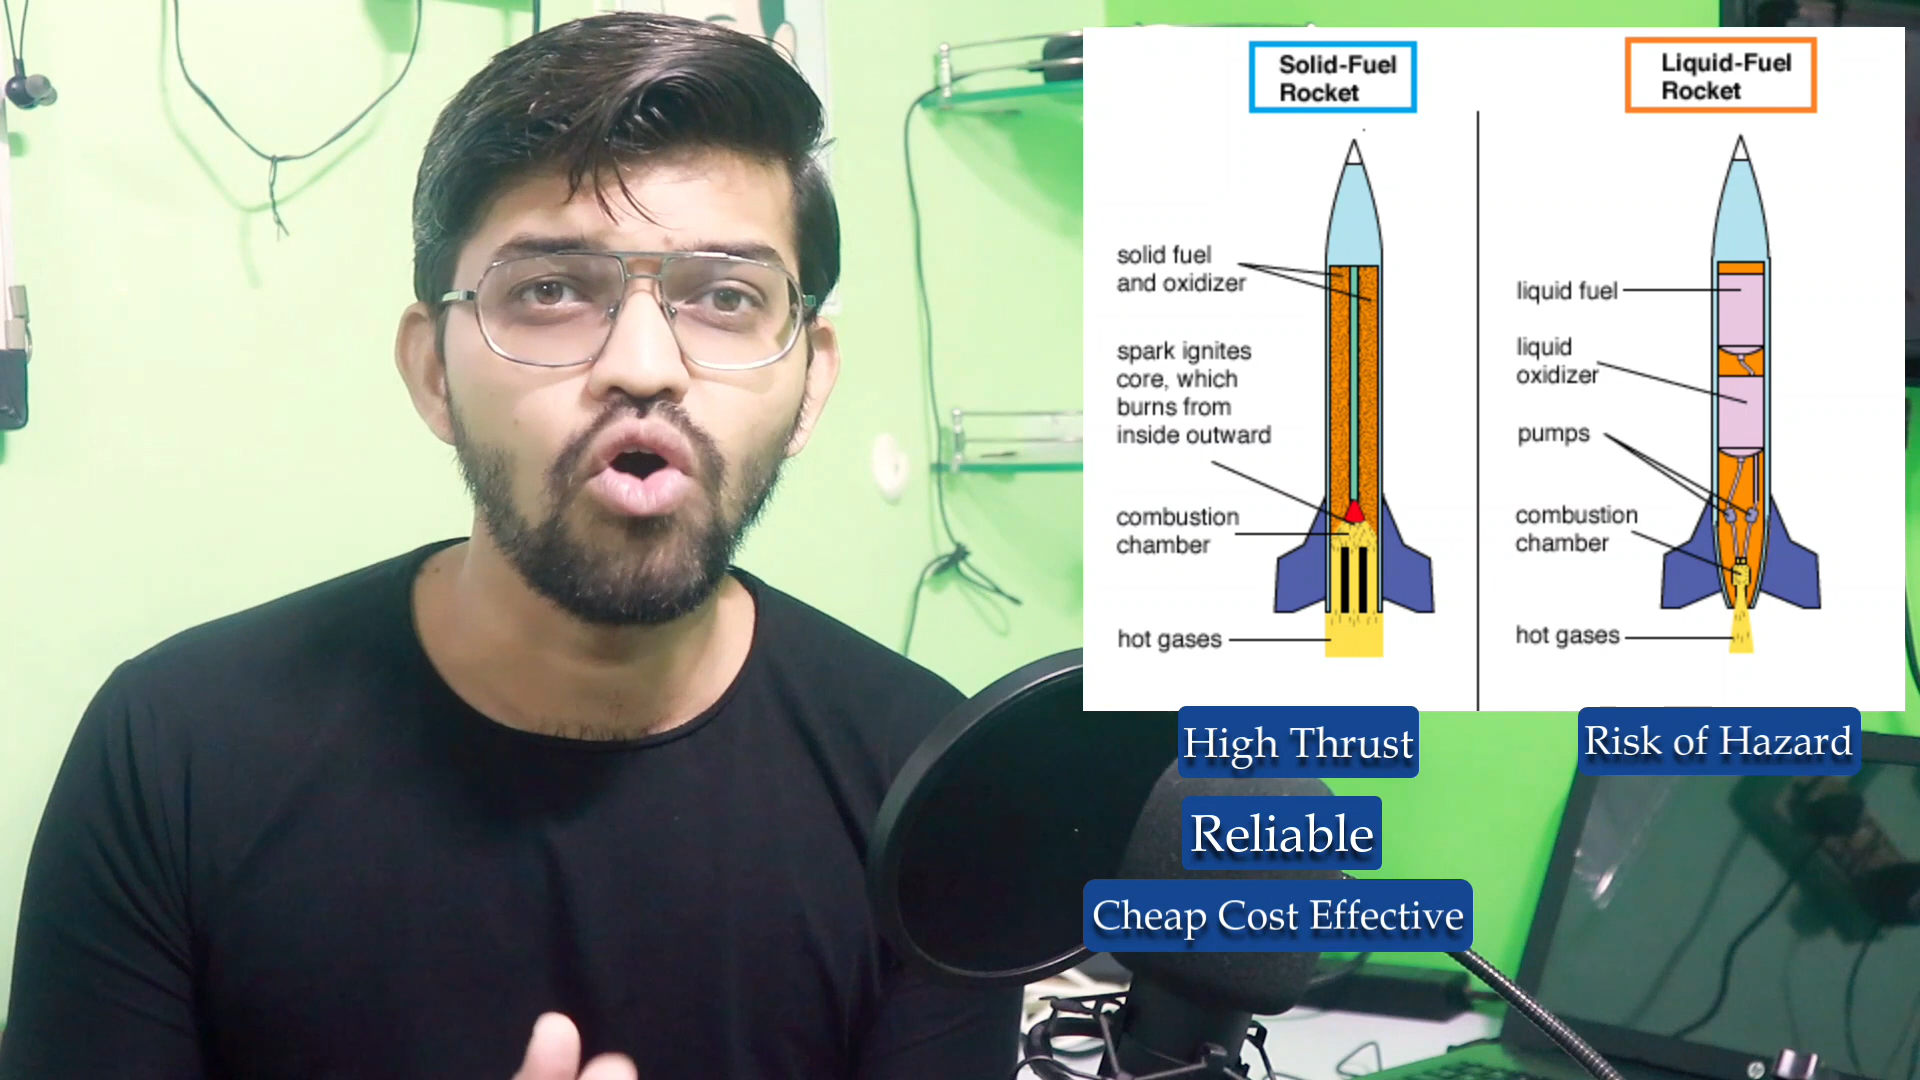 Solid-Fuel
Rocket
solid fuel
and oxidizer
spark ignites
core, which
burns from
inside outward
combustion
chamber
hot gases
Liquid-Fuel
Rocket
liquid fuel
liquid
oxidizer
pumps
combustion
chamber
hot gases
High Thrust
Reliable
Cheap Cost Effective
Risk of Hazard
hp